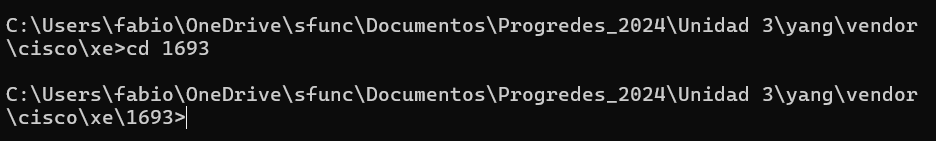 C:\Users\fabio\OneDrive\sfunc\Documentos\Progredes_2024\Unidad 3\yang\vendor
\cisco\xe>cd 1693
C:\Users\fabio\OneDrive\sfunc\Documentos\Progredes_2024\Unidad 3\yang\vendor
\cisco\xe\1693>